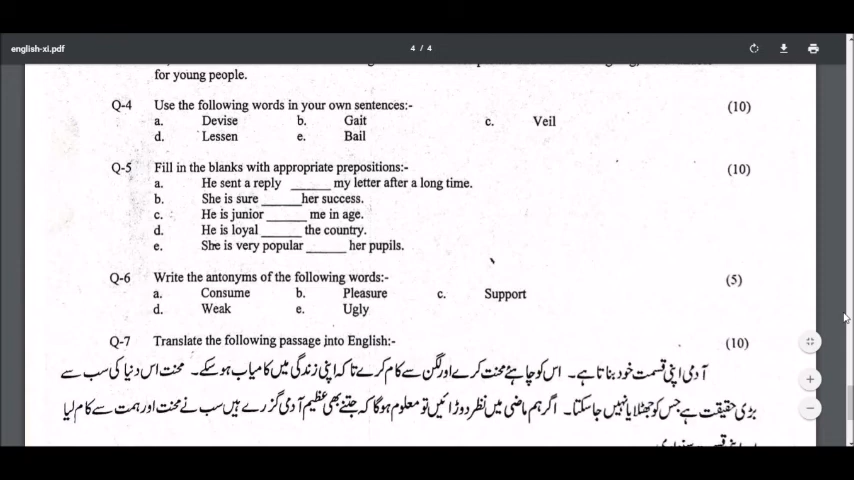 english-xi.pdf
4 / 4
for young people.
Q-4 Use the following words in your own sentences:- (10)
a. Devise b. Gait c. Veil
d. Lessen e. Bail
Q-5 Fill in the blanks with appropriate prepositions:- (10)
a. He sent a reply ______ my letter after a long time.
b. She is sure ______her success.
c. He is junior ______ me in age.
d. He is loyal ______ the country.
e. She is very popular ______ her pupils.
Q-6 Write the antonyms of the following words:- (5)
a. Consume b. Pleasure c. Support
d. Weak e. Ugly
Q-7 Translate the following passage into English:- (10)
آدمی اپنی قسمت خود بناتا ہے۔ اس کو چاہئے محنت کرے اور لگن سے کام کرے تاکہ اپنی زندگی میں کامیاب ہو سکے۔ محنت اس دنیا کی سب سے
بڑی حقیقت ہے جس کو جھٹلایا نہیں جا سکتا۔ اگر ہم ماضی میں نظر دوڑائیں تو معلوم ہوگا کہ جتنے بھی عظیم آدمی گزرے ہیں سب نے محنت اور ہمت سے کام لیا